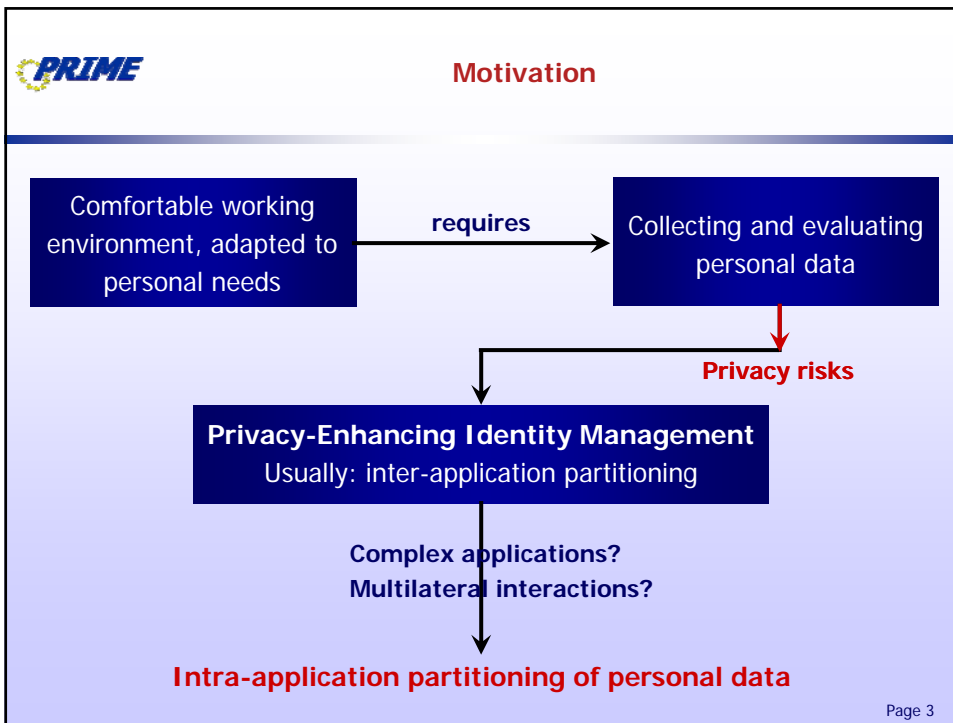 PRIME
Motivation
Comfortable working
environment, adapted to
personal needs
requires
Collecting and evaluating
personal data
Privacy risks
Privacy-Enhancing Identity Management
Usually: inter-application partitioning
Complex applications?
Multilateral interactions?
Intra-application partitioning of personal data
Page 3